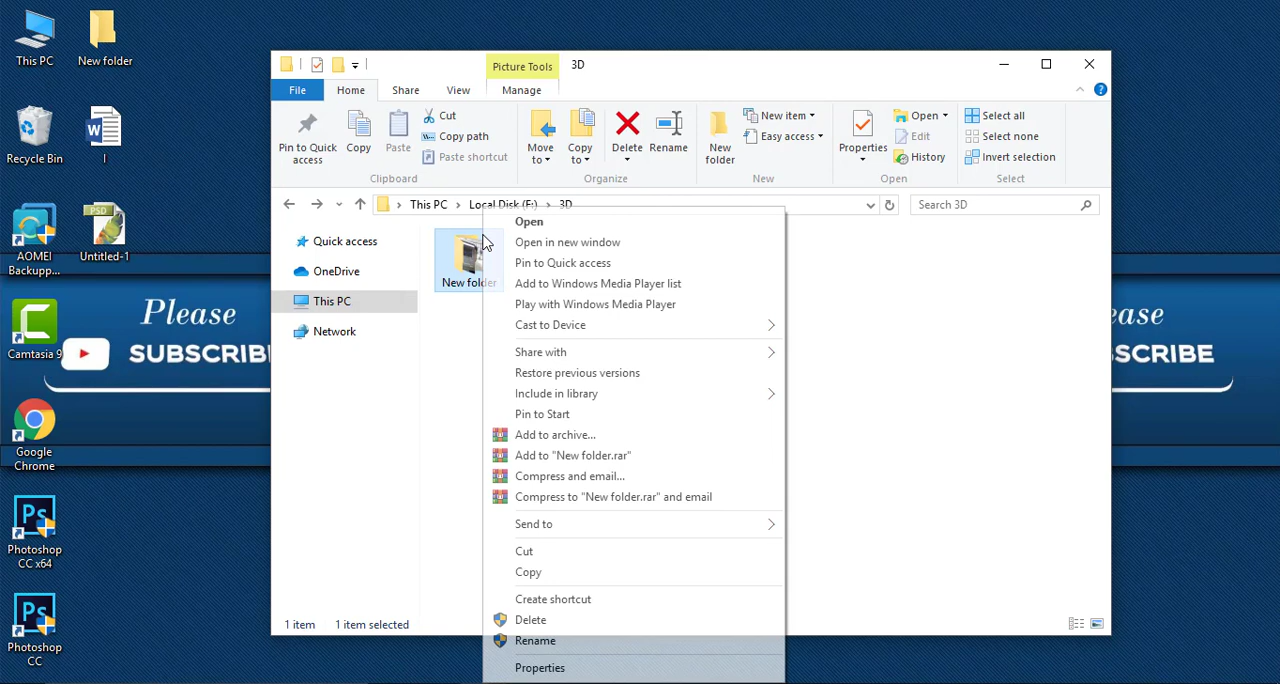 This PC
New folder
Recycle Bin
W
I
PSD
AOMEI
Backupp...
Untitled-1
Camtasia 9
Google
Chrome
Ps
Photoshop
CC x64
Ps
Photoshop
CC
Please
SUBSCRIBE
ease
SCRIBE
Picture Tools
3D
File
Home
Share
View
Manage
Pin to Quick
access
Copy
Paste
Cut
Copy path
Paste shortcut
Clipboard
Move
to
Copy
to
Delete
Rename
Organize
New
folder
New item
Easy access
New
Properties
Open
Edit
History
Open
Select all
Select none
Invert selection
Select
This PC
Local Disk (F:)
3D
Search 3D
Quick access
OneDrive
This PC
Network
New folder
Open
Open in new window
Pin to Quick access
Add to Windows Media Player list
Play with Windows Media Player
Cast to Device
Share with
Restore previous versions
Include in library
Pin to Start
Add to archive...
Add to "New folder.rar"
Compress and email...
Compress to "New folder.rar" and email
Send to
Cut
Copy
Create shortcut
Delete
Rename
Properties
1 item
1 item selected